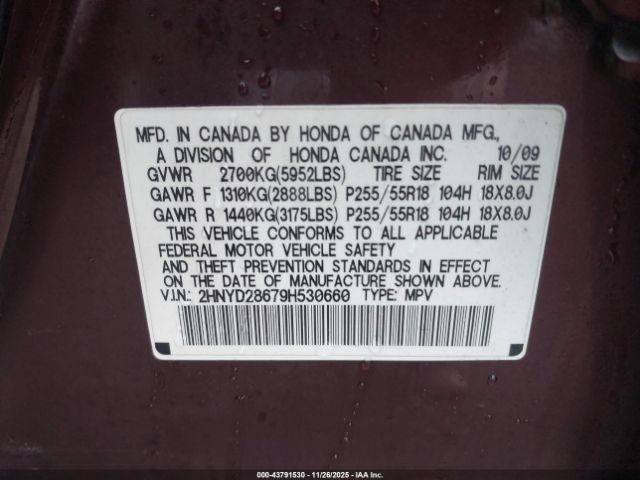 MFD. IN CANADA BY HONDA OF CANADA MFG.,
A DIVISION OF HONDA CANADA INC. 10/09
GVWR 2700KG(5952LBS) TIRE SIZE RIM SIZE
GAWR F 1310KG(2888LBS) P255/55R18 104H 18X8.0J
GAWR R 1440KG(3175LBS) P255/55R18 104H 18X8.0J
THIS VEHICLE CONFORMS TO ALL APPLICABLE
FEDERAL MOTOR VEHICLE SAFETY
AND THEFT PREVENTION STANDARDS IN EFFECT
ON THE DATE OF MANUFACTURE SHOWN ABOVE.
V.I.N.: 2HNYD28679H530660 TYPE: MPV
000-43791530 - 11/26/2025 - IAA Inc.